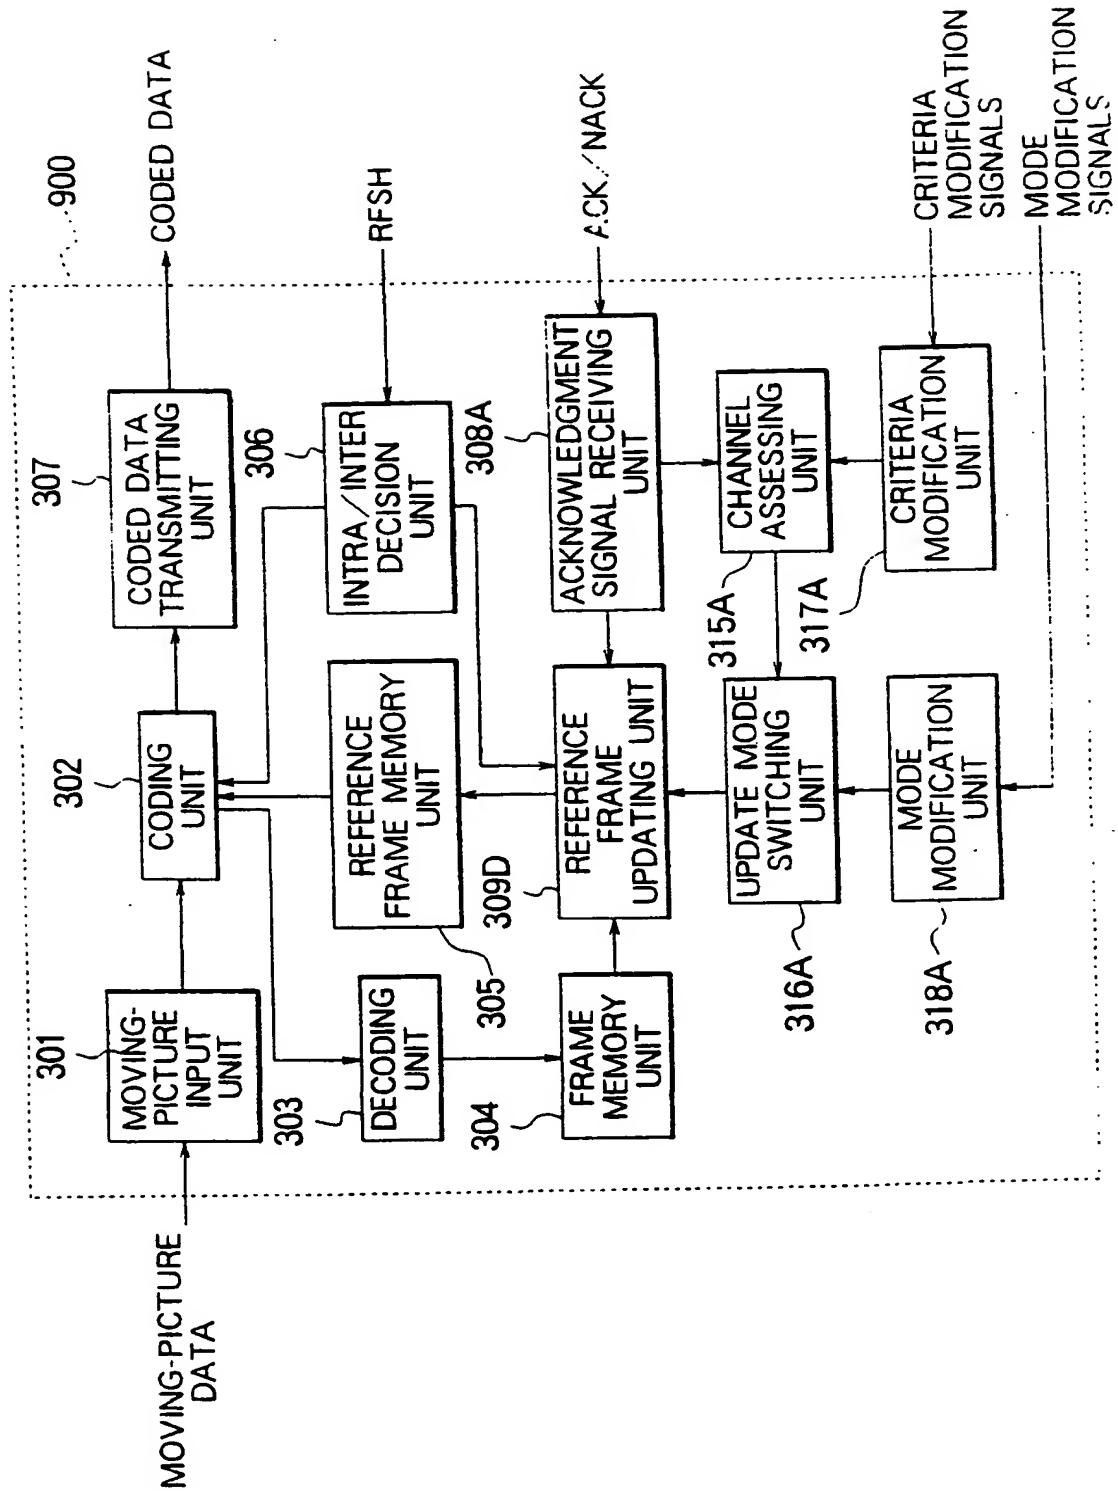 900
MOVING-PICTURE
DATA
301
MOVING-
PICTURE
INPUT
UNIT
302
CODING
UNIT
307
CODED DATA
TRANSMITTING
UNIT
CODED DATA
303
DECODING
UNIT
305
REFERENCE
FRAME MEMORY
UNIT
306
INTRA/INTER
DECISION
UNIT
RFSH
304
FRAME
MEMORY
UNIT
309D
REFERENCE
FRAME
UPDATING UNIT
308A
ACKNOWLEDGMENT
SIGNAL RECEIVING
UNIT
ACK/NACK
316A
UPDATE MODE
SWITCHING
UNIT
315A
CHANNEL
ASSESSING
UNIT
318A
MODE
MODIFICATION
UNIT
317A
CRITERIA
MODIFICATION
UNIT
CRITERIA
MODIFICATION
SIGNALS
MODE
MODIFICATION
SIGNALS